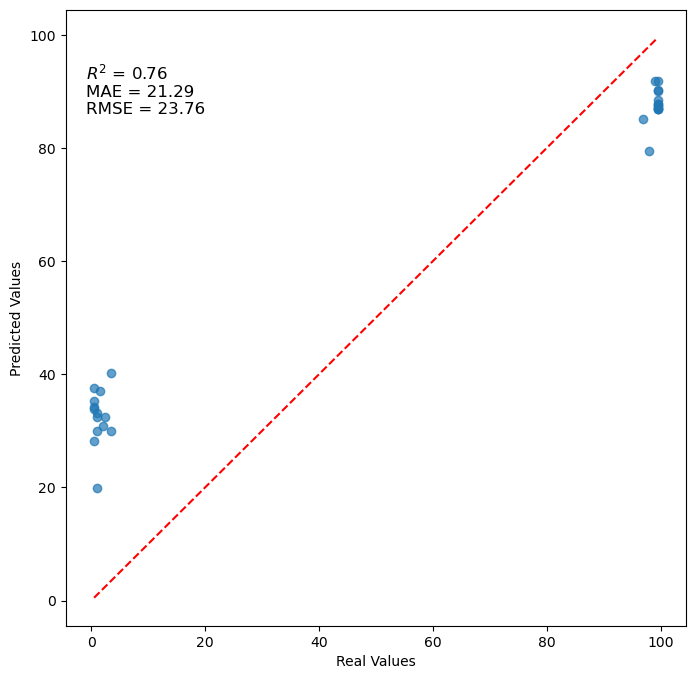 100
80
60
40
20
0
Predicted Values
R² = 0.76
MAE = 21.29
RMSE = 23.76
0 20 40 60 80 100
Real Values